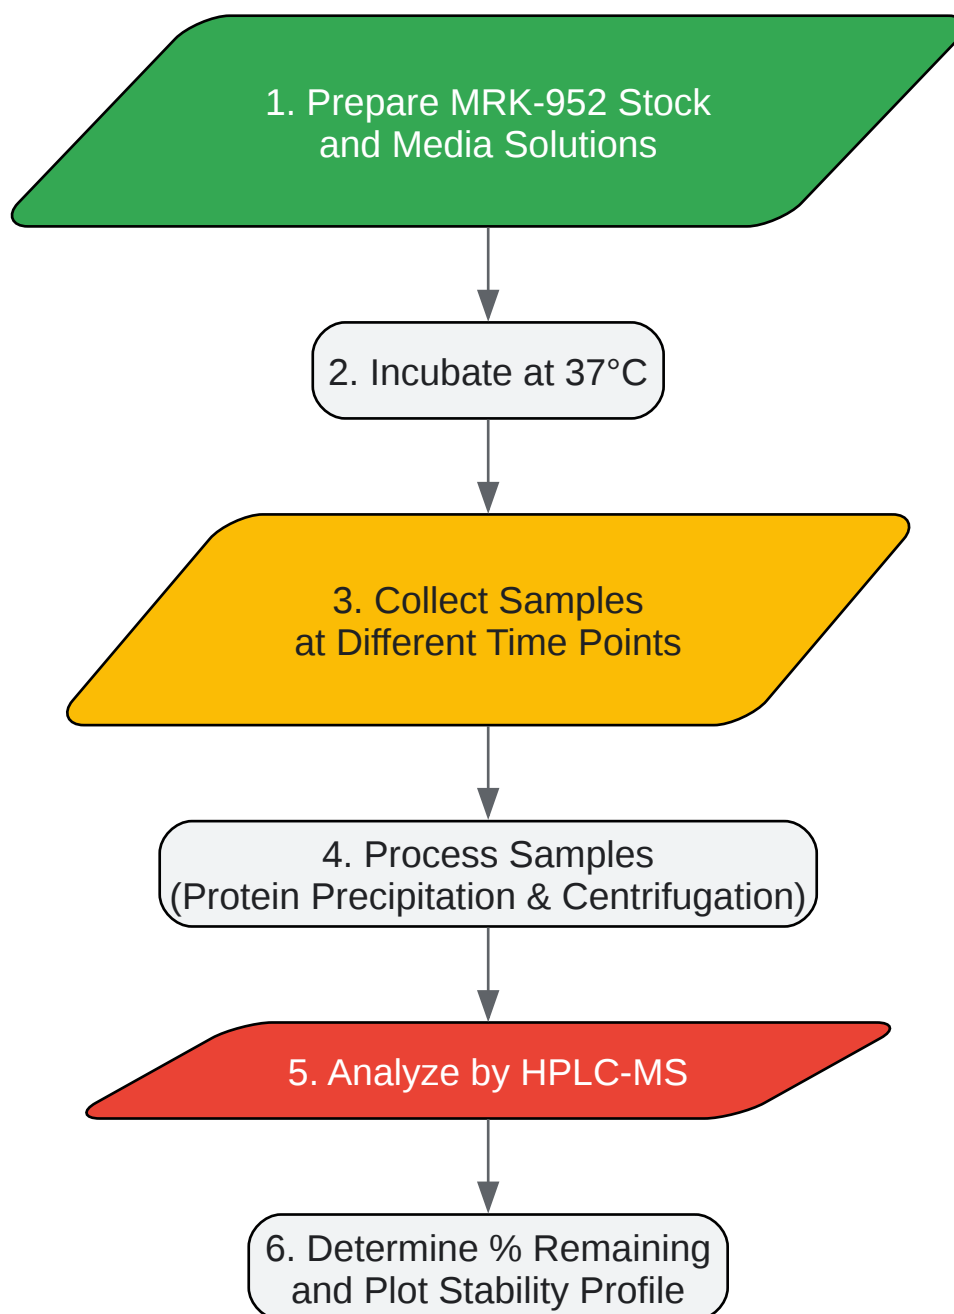 1. Prepare MRK-952 Stock
and Media Solutions
2. Incubate at 37°C
3. Collect Samples
at Different Time Points
4. Process Samples
(Protein Precipitation & Centrifugation)
5. Analyze by HPLC-MS
6. Determine % Remaining
and Plot Stability Profile